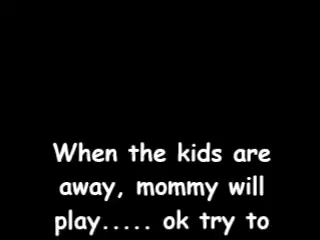 When the kids are
away, mommy will
play..... ok try to